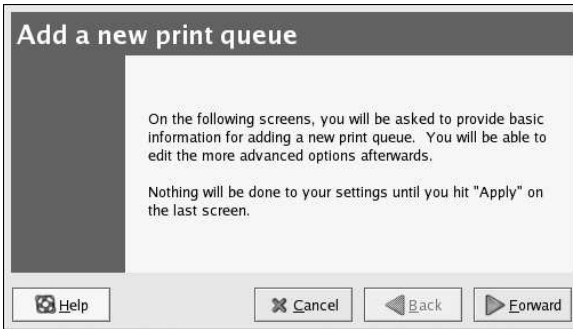 Add a new print queue
On the following screens, you will be asked to provide basic
information for adding a new print queue. You will be able to
edit the more advanced options afterwards.
Nothing will be done to your settings until you hit "Apply" on
the last screen.
Help
Cancel
Back
Forward